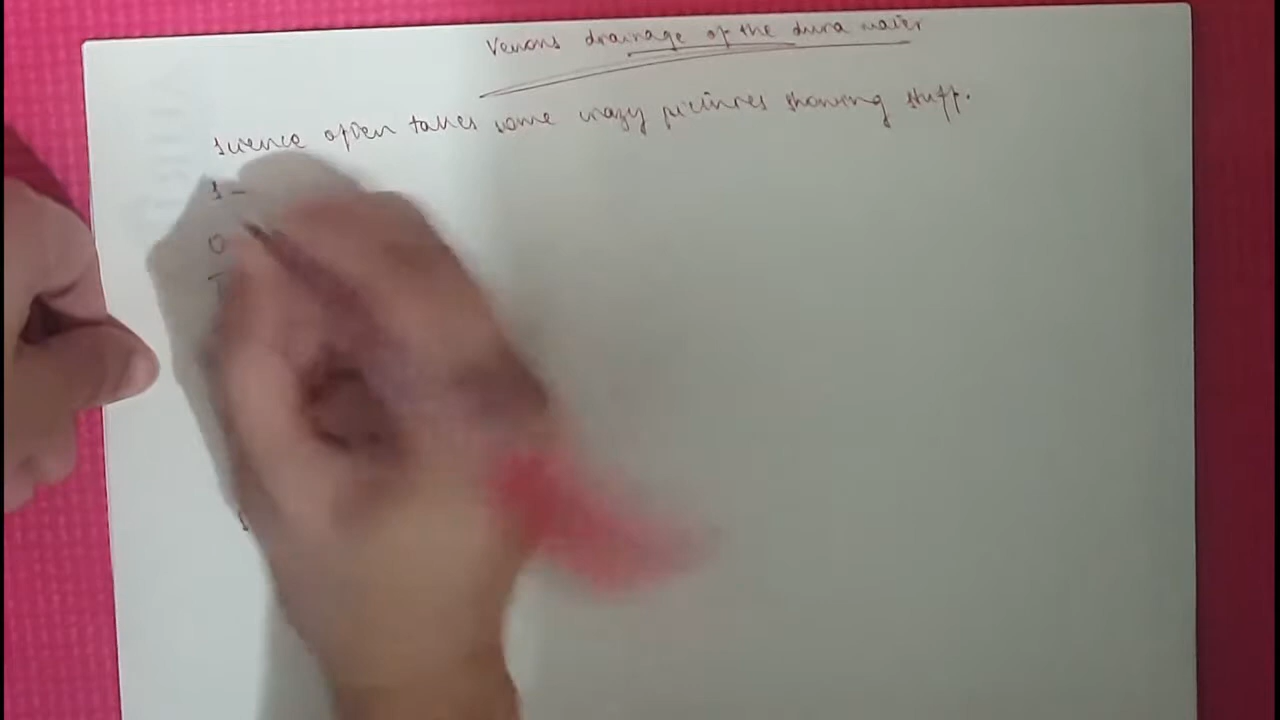 Venous drainage of the dura mater
science often takes some crazy pictures showing stuff.
S -
O
T
S